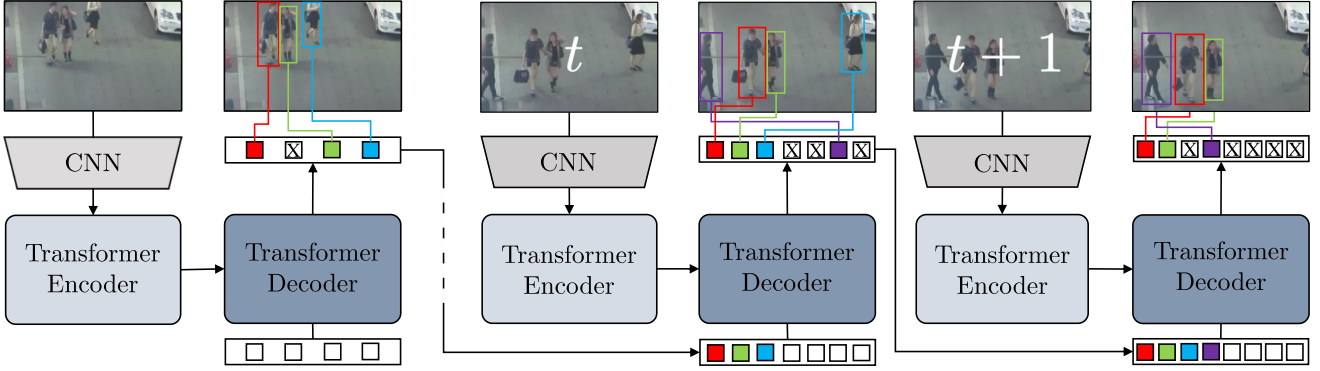 t
t + 1
CNN
X
X X X
CNN
X X X X X
CNN
Transformer
Encoder
Transformer
Decoder
Transformer
Encoder
Transformer
Decoder
Transformer
Encoder
Transformer
Decoder